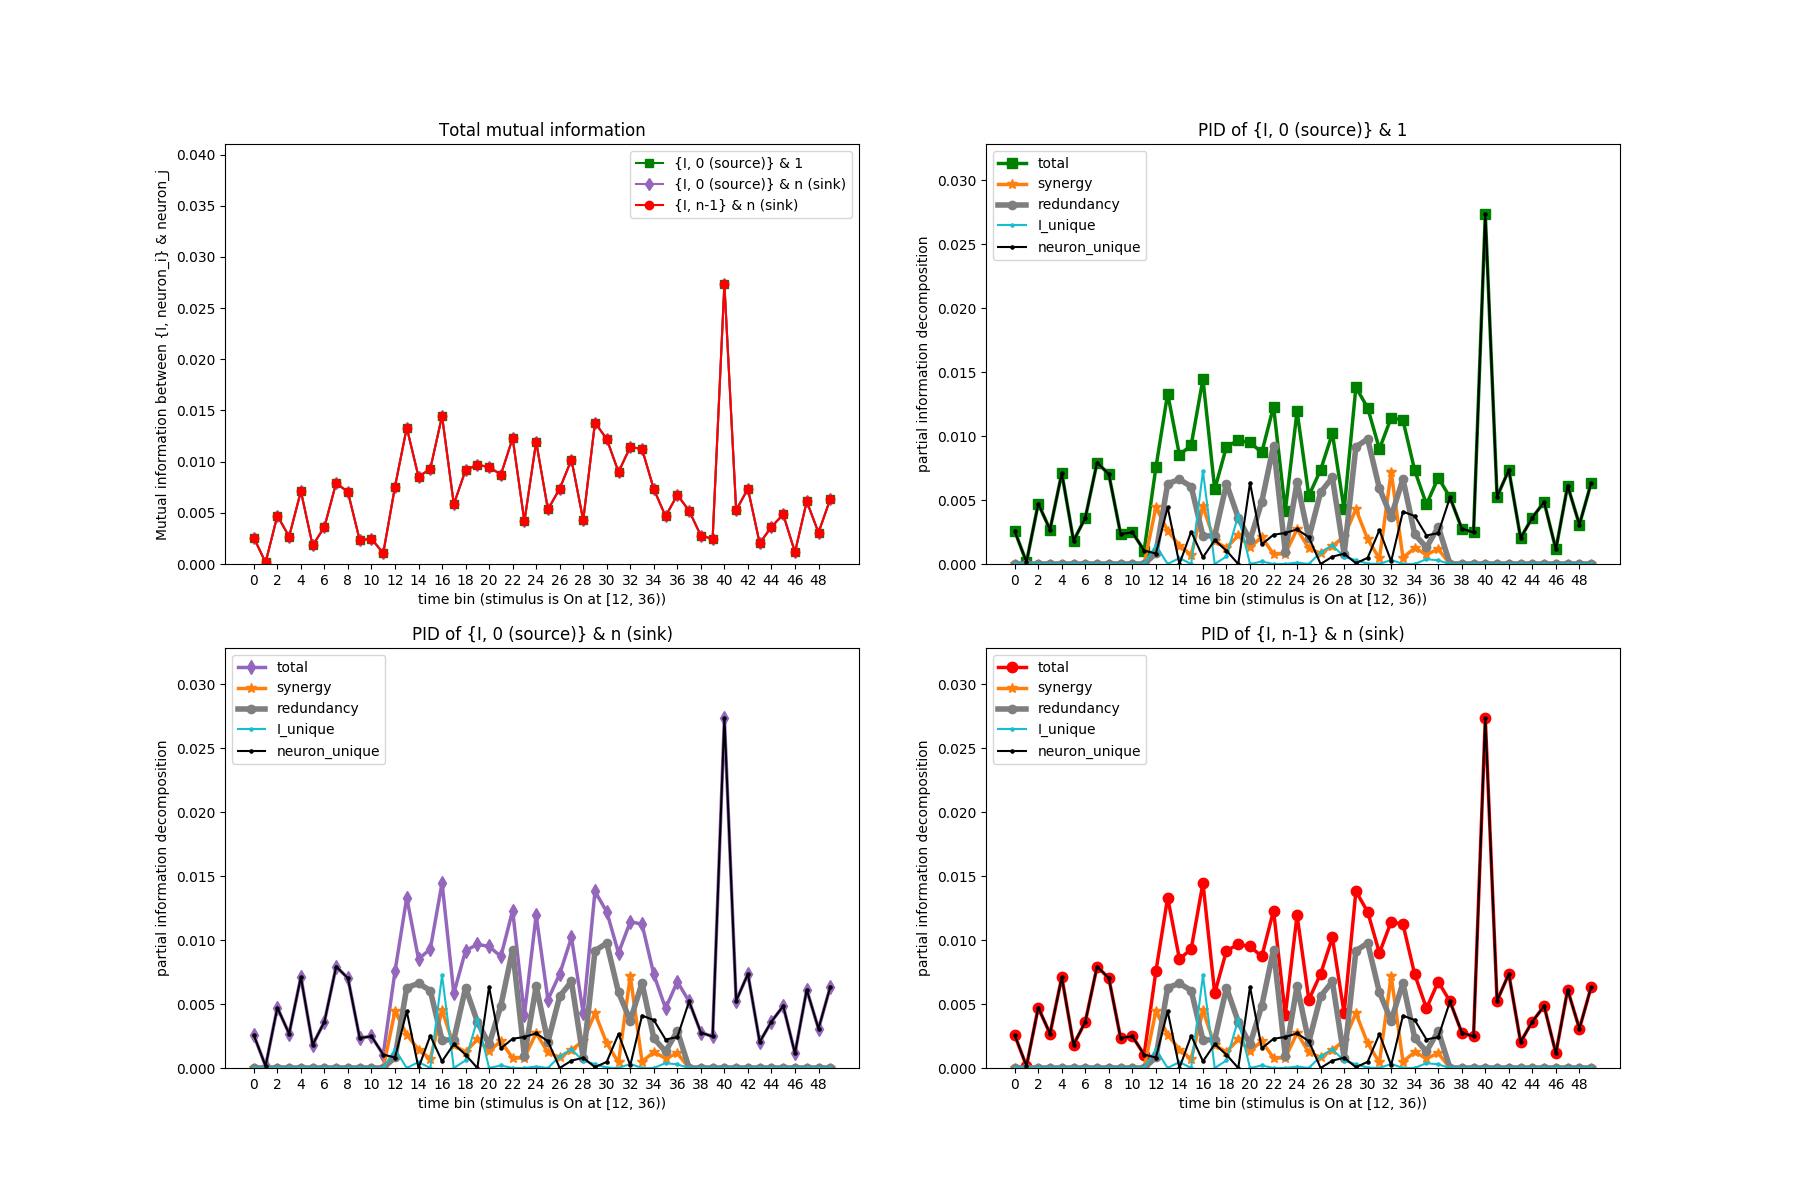 Total mutual information
Mutual information between {I, neuron_i} & neuron_j
0.040
0.035
0.030
0.025
0.020
0.015
0.010
0.005
0.000
{I, 0 (source)} & 1
{I, 0 (source)} & n (sink)
{I, n-1} & n (sink)
0 2 4 6 8 10 12 14 16 18 20 22 24 26 28 30 32 34 36 38 40 42 44 46 48
time bin (stimulus is On at [12, 36))
PID of {I, 0 (source)} & 1
partial information decomposition
0.030
0.025
0.020
0.015
0.010
0.005
0.000
total
synergy
redundancy
I_unique
neuron_unique
0 2 4 6 8 10 12 14 16 18 20 22 24 26 28 30 32 34 36 38 40 42 44 46 48
time bin (stimulus is On at [12, 36))
PID of {I, 0 (source)} & n (sink)
partial information decomposition
0.030
0.025
0.020
0.015
0.010
0.005
0.000
total
synergy
redundancy
I_unique
neuron_unique
0 2 4 6 8 10 12 14 16 18 20 22 24 26 28 30 32 34 36 38 40 42 44 46 48
time bin (stimulus is On at [12, 36))
PID of {I, n-1} & n (sink)
partial information decomposition
0.030
0.025
0.020
0.015
0.010
0.005
0.000
total
synergy
redundancy
I_unique
neuron_unique
0 2 4 6 8 10 12 14 16 18 20 22 24 26 28 30 32 34 36 38 40 42 44 46 48
time bin (stimulus is On at [12, 36))